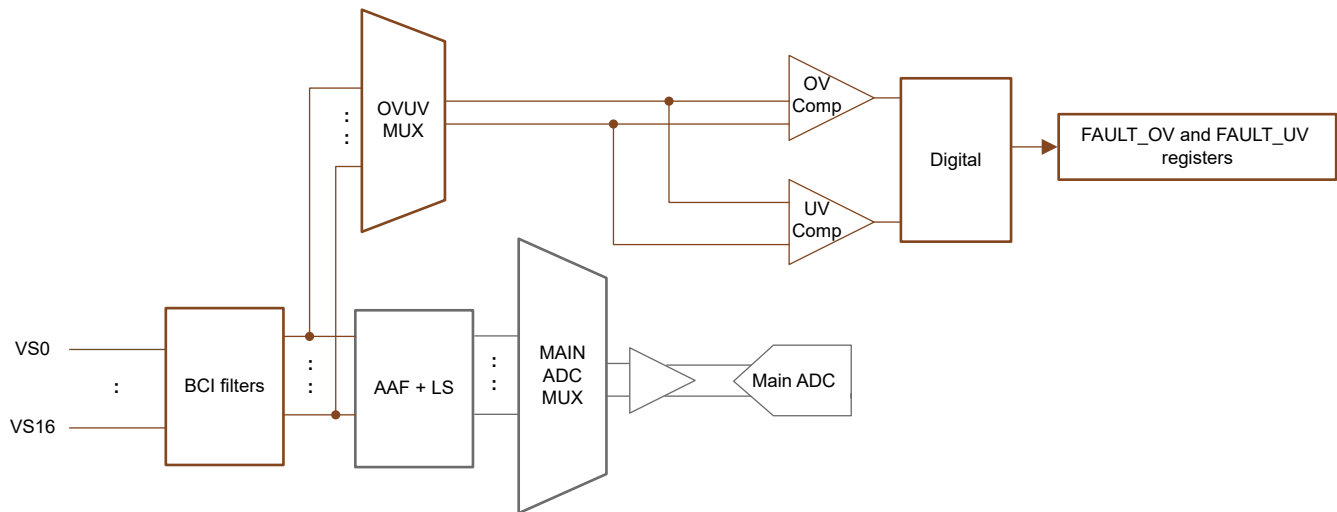 OVUV
MUX
OV
Comp
Digital
FAULT_OV and FAULT_UV
registers
UV
Comp
VS0
:
VS16
BCI filters
:
:
AAF + LS
:
:
MAIN
ADC
MUX
Main ADC